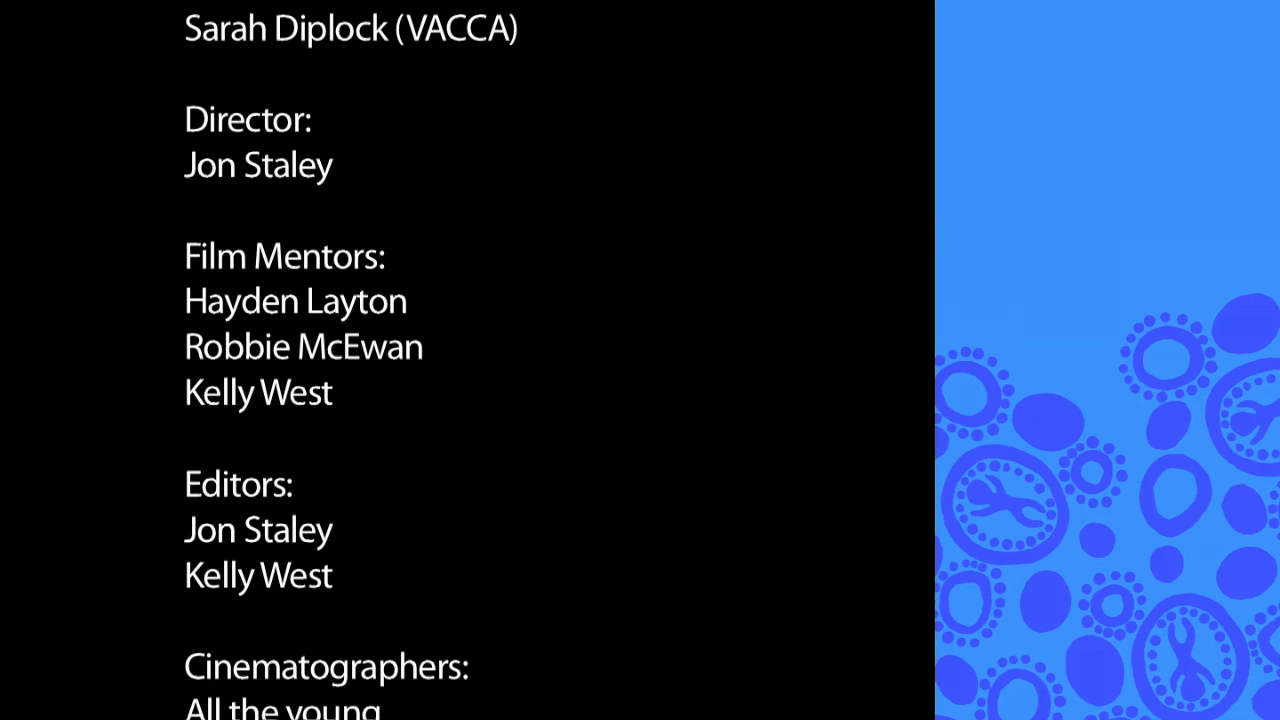 Sarah Diplock (VACCA)
Director:
Jon Staley
Film Mentors:
Hayden Layton
Robbie McEwan
Kelly West
Editors:
Jon Staley
Kelly West
Cinematographers:
All the young